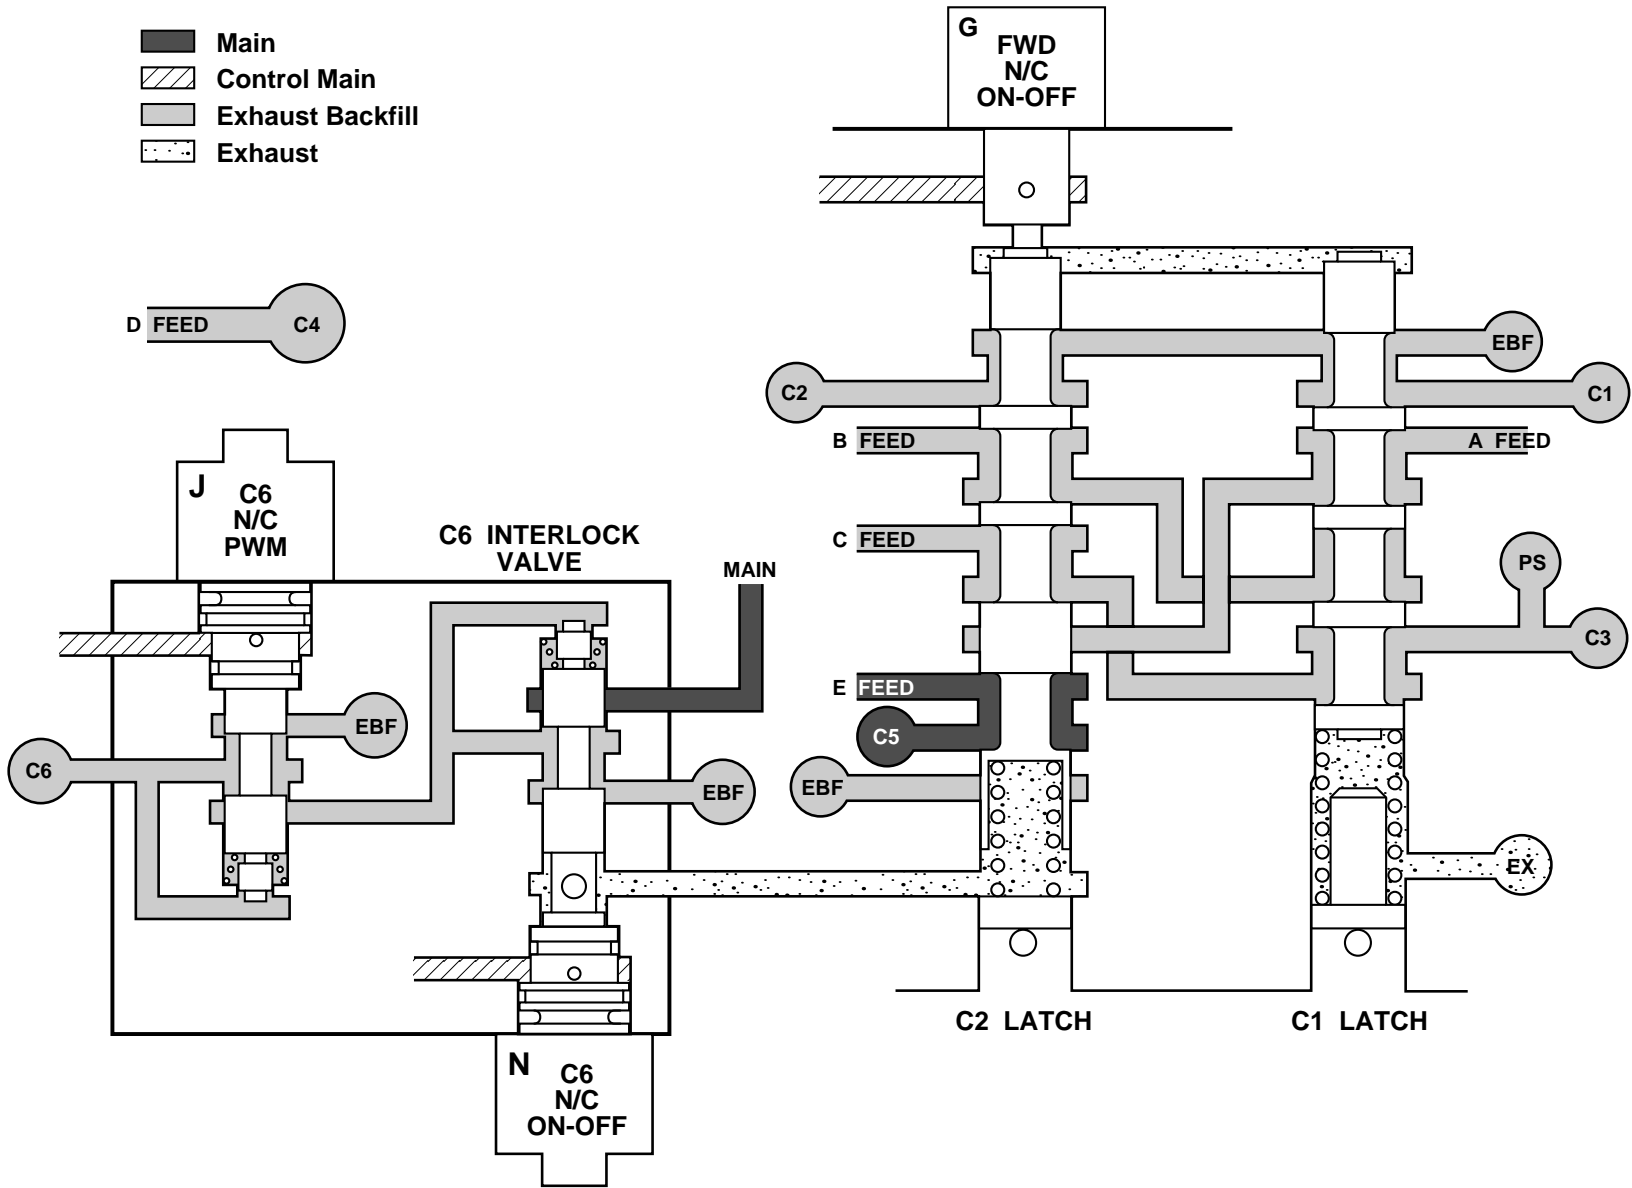 Main
Control Main
Exhaust Backfill
Exhaust
G
FWD
N/C
ON-OFF
D FEED
C4
EBF
C2
C1
B FEED
A FEED
J
C6
N/C
PWM
C6 INTERLOCK
VALVE
C FEED
MAIN
PS
C3
E FEED
C5
EBF
C6
EBF
EBF
EX
C2 LATCH
C1 LATCH
N
C6
N/C
ON-OFF